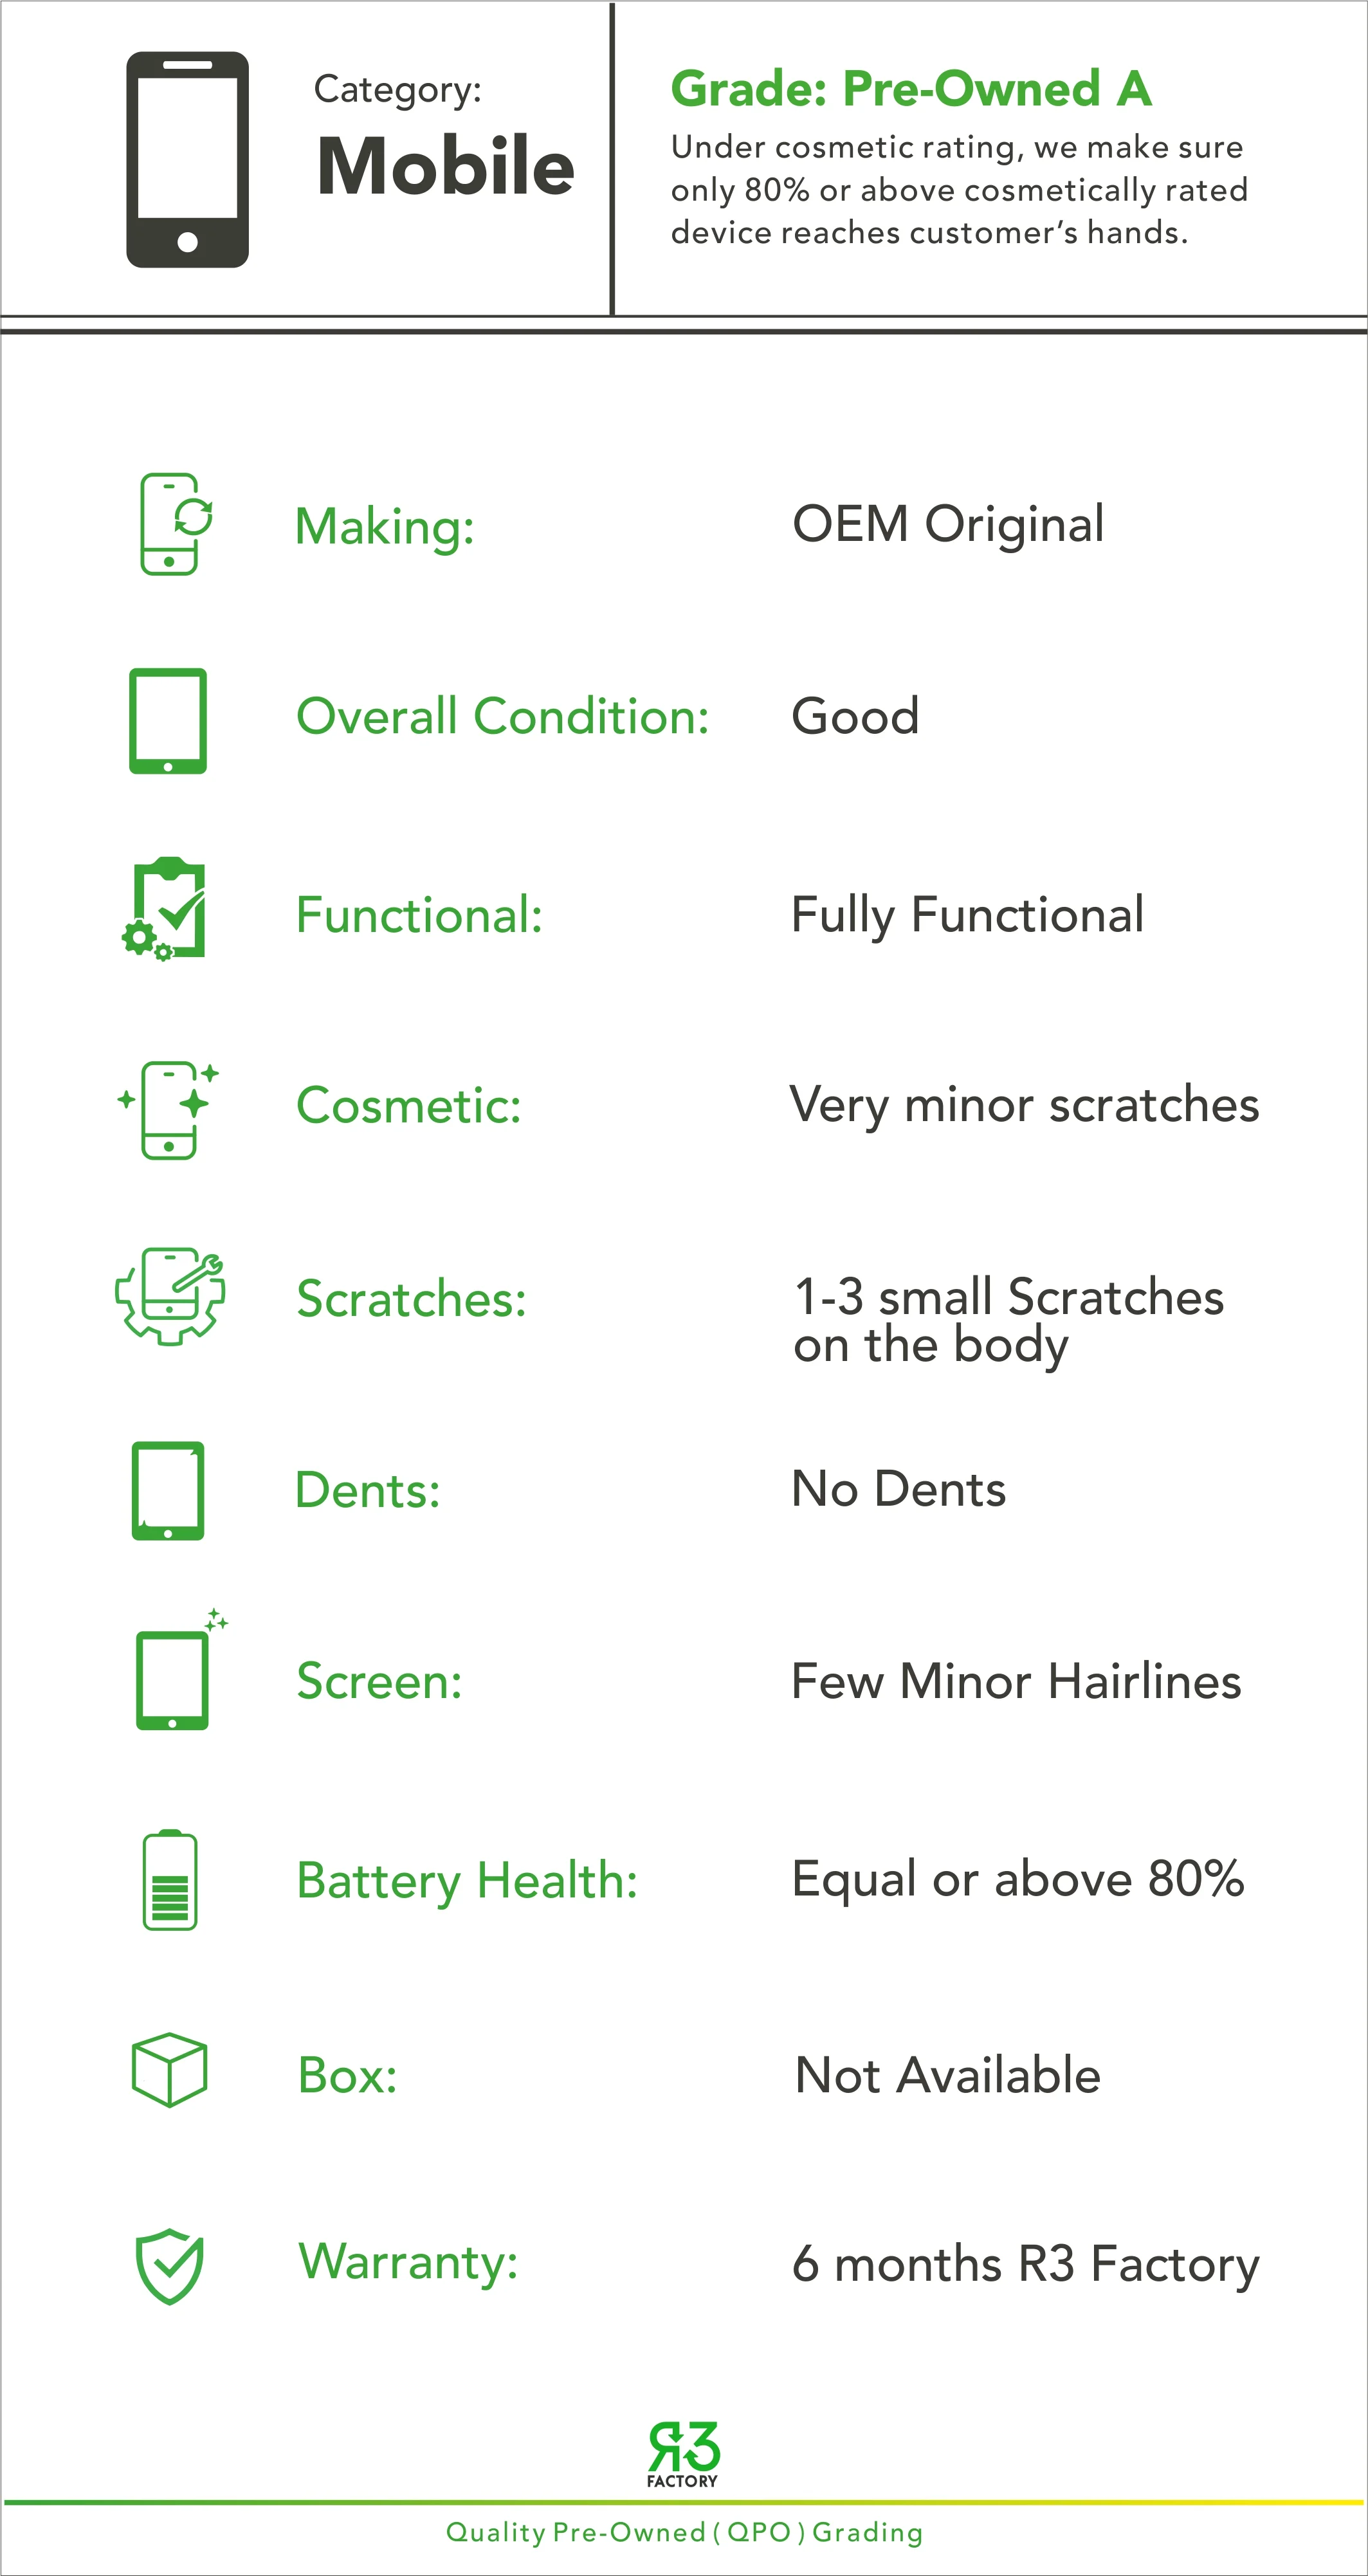 Category:
Mobile
Grade: Pre-Owned A
Under cosmetic rating, we make sure
only 80% or above cosmetically rated
device reaches customer's hands.
Making: OEM Original
Overall Condition: Good
Functional: Fully Functional
Cosmetic: Very minor scratches
Scratches: 1-3 small Scratches
on the body
Dents: No Dents
Screen: Few Minor Hairlines
Battery Health: Equal or above 80%
Box: Not Available
Warranty: 6 months R3 Factory
R3
FACTORY
Quality Pre-Owned ( QPO ) Grading